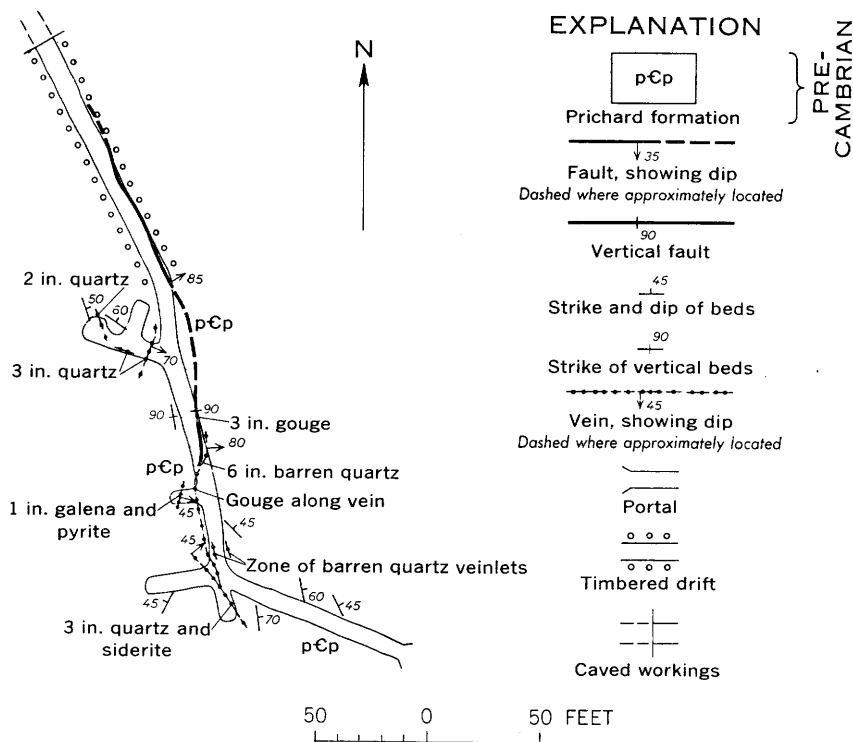 EXPLANATION
N
p-Cp
PRE-
CAMBRIAN
Prichard formation
35
Fault, showing dip
Dashed where approximately located
90
Vertical fault
45
Strike and dip of beds
90
Strike of vertical beds
45
Vein, showing dip
Dashed where approximately located
Portal
Timbered drift
Caved workings
85
2 in. quartz
50
60
p-Cp
70
3 in. quartz
90
90
3 in. gouge
80
p-Cp
6 in. barren quartz
Gouge along vein
1 in. galena and
pyrite
45
45
45
Zone of barren quartz veinlets
45
60
45
70
3 in. quartz and
siderite
p-Cp
50 0 50 FEET